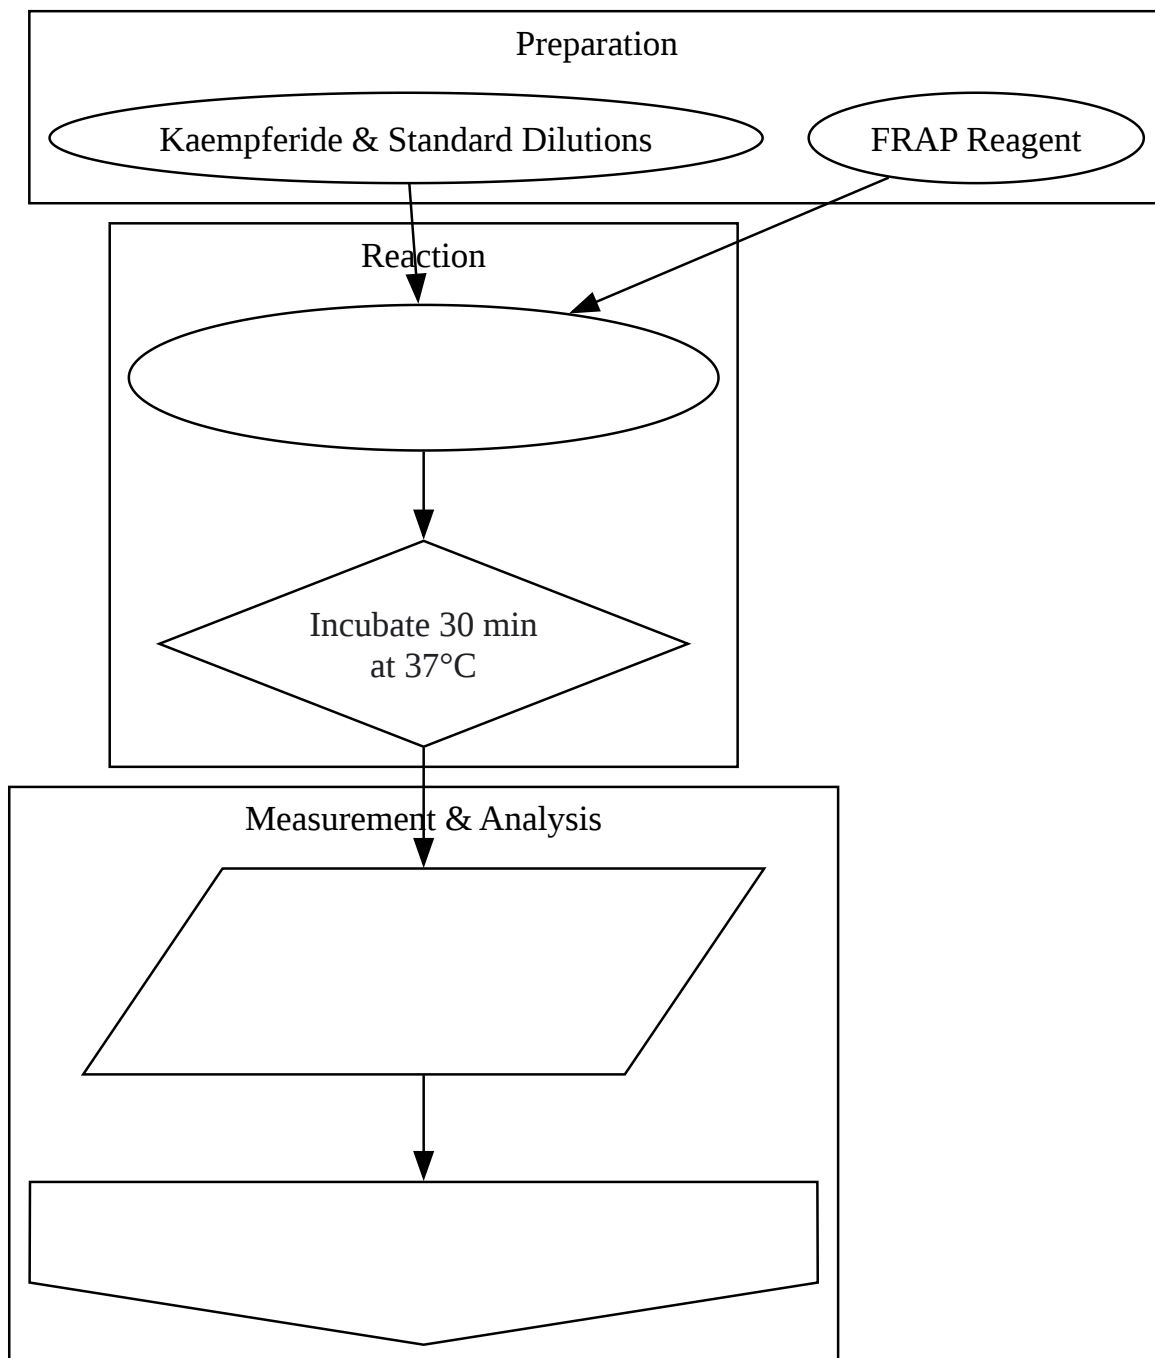 Preparation
Kaempferide & Standard Dilutions
FRAP Reagent
Reaction
Incubate 30 min
at 37°C
Measurement & Analysis